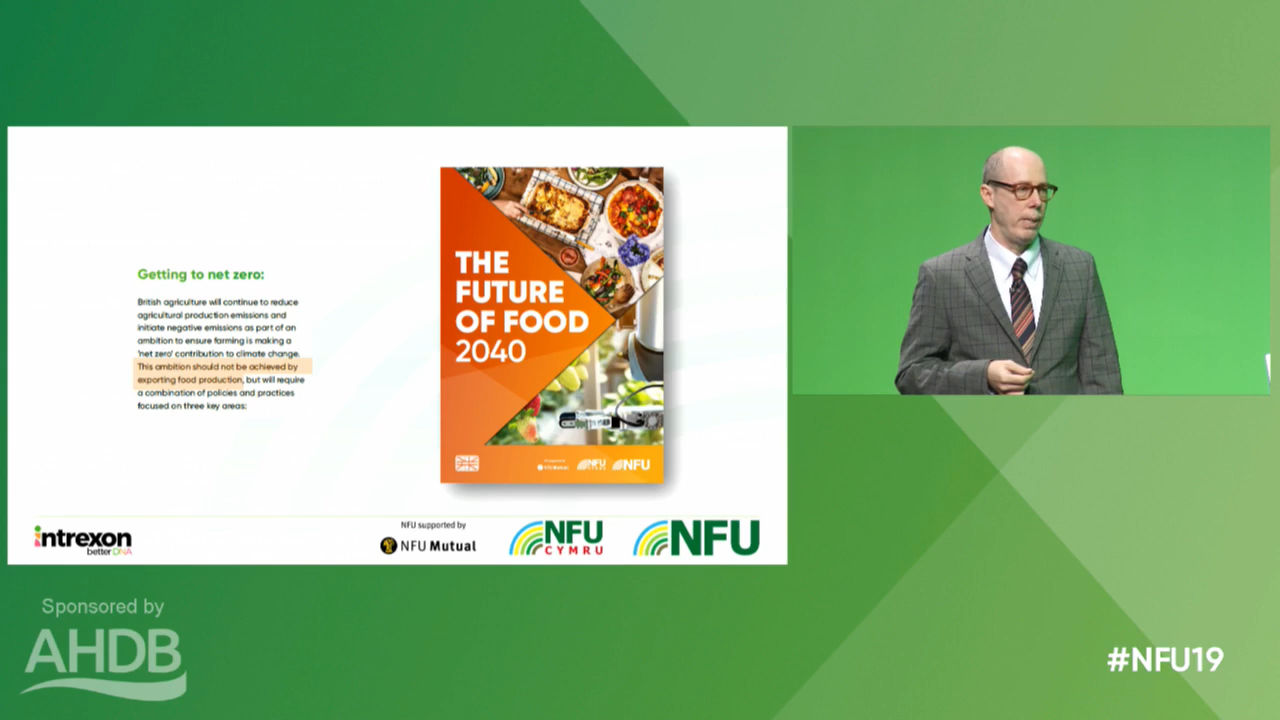 Getting to net zero:
British agriculture will continue to reduce
agricultural production emissions and
initiate negative emissions as part of an
ambition to ensure farming is making a
'net zero' contribution to climate change.
This ambition should not be achieved by
exporting food production, but will require
a combination of policies and practices
focused on three key areas:
THE
FUTURE
OF FOOD
2040
NFU
NFU
intrexon
better DNA
NFU supported by
NFU Mutual
NFU
CYMRU
NFU
Sponsored by
AHDB
#NFU19